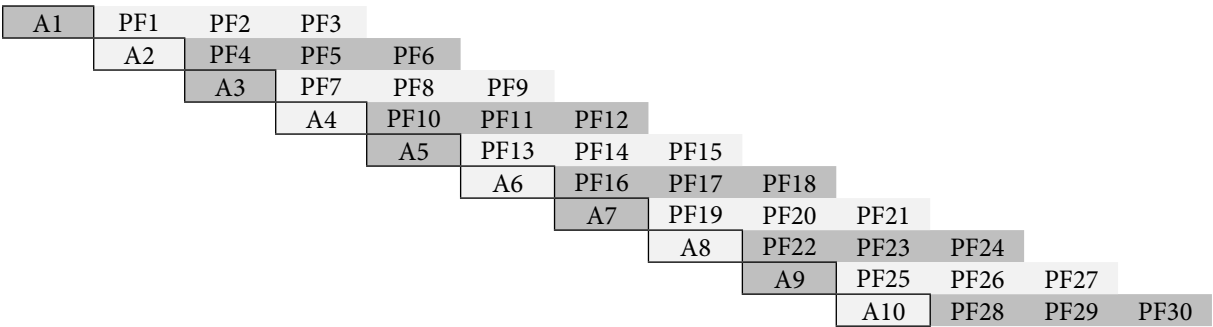 A1 PF1 PF2 PF3
A2 PF4 PF5 PF6
A3 PF7 PF8 PF9
A4 PF10 PF11 PF12
A5 PF13 PF14 PF15
A6 PF16 PF17 PF18
A7 PF19 PF20 PF21
A8 PF22 PF23 PF24
A9 PF25 PF26 PF27
A10 PF28 PF29 PF30